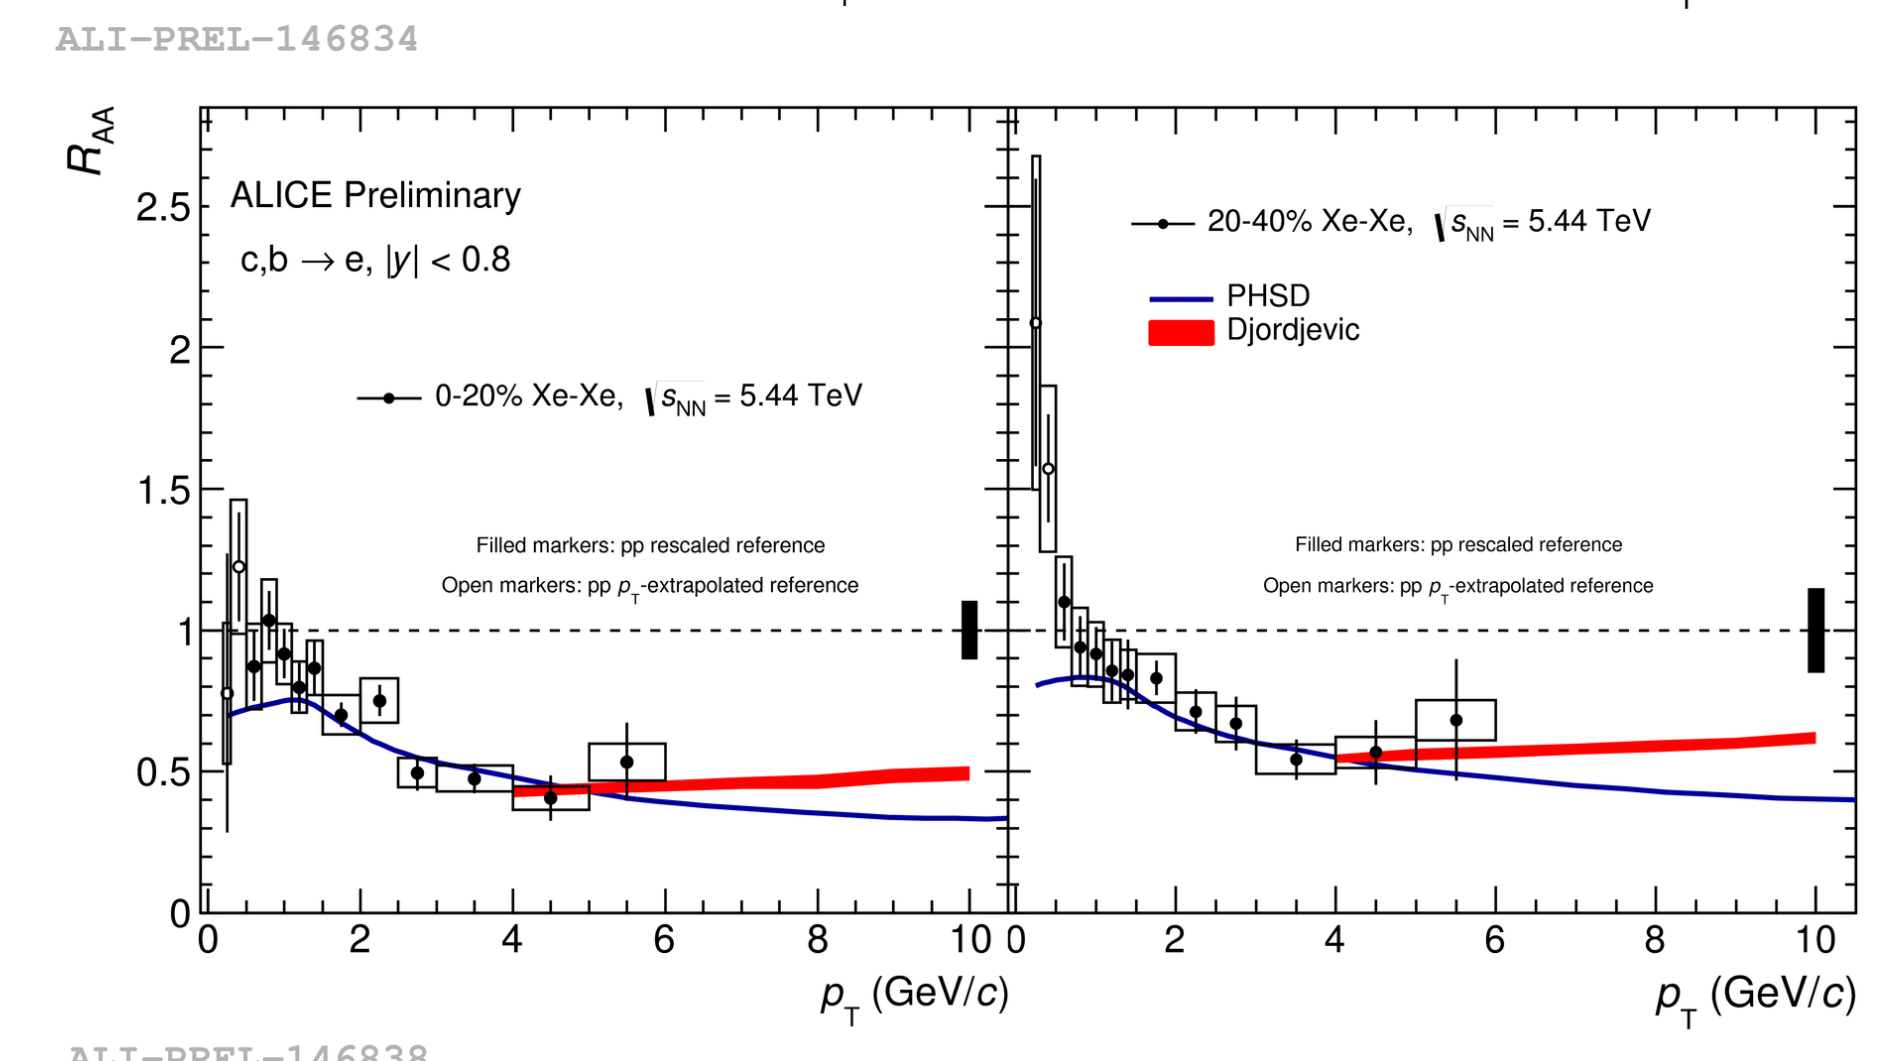 ALI-PREL-146834
R_AA
2.5
2
1.5
1
0.5
0
ALICE Preliminary
c,b → e, |y| < 0.8
0-20% Xe-Xe, √s_NN = 5.44 TeV
Filled markers: pp rescaled reference
Open markers: pp p_T-extrapolated reference
0 2 4 6 8 10
p_T (GeV/c)
20-40% Xe-Xe, √s_NN = 5.44 TeV
PHSD
Djordjevic
Filled markers: pp rescaled reference
Open markers: pp p_T-extrapolated reference
0 2 4 6 8 10
p_T (GeV/c)
ALI-PREL-146838